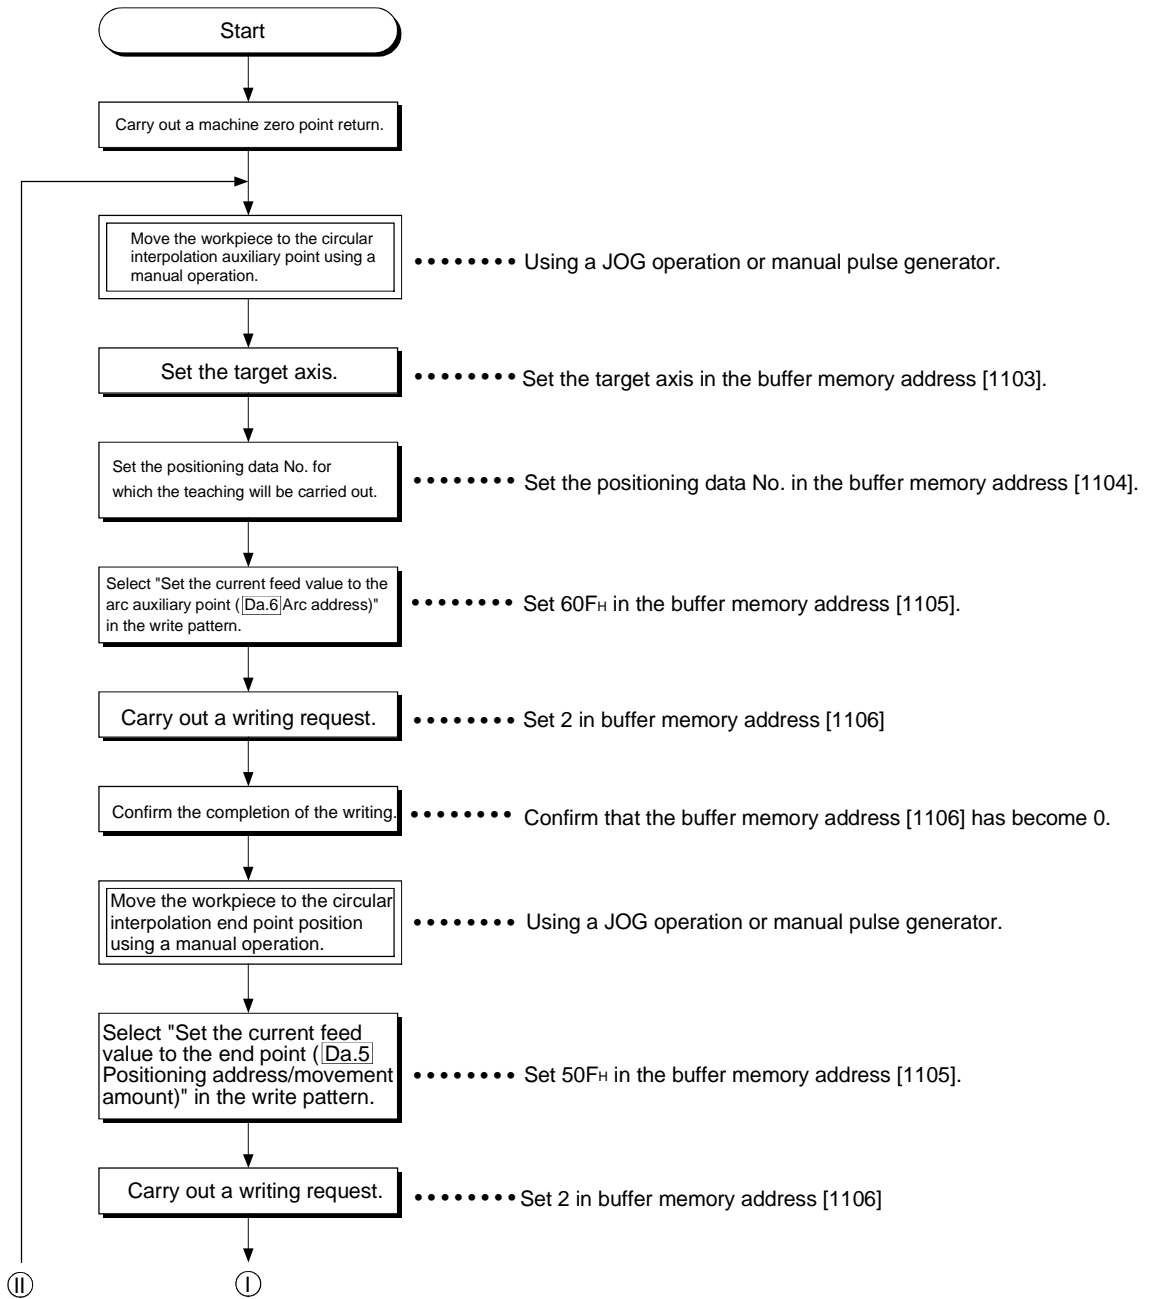 Start
Carry out a machine zero point return.
Move the workpiece to the circular
interpolation auxiliary point using a
manual operation.
•••••••• Using a JOG operation or manual pulse generator.
Set the target axis.
•••••••• Set the target axis in the buffer memory address [1103].
Set the positioning data No. for
which the teaching will be carried out.
•••••••• Set the positioning data No. in the buffer memory address [1104].
Select "Set the current feed value to the
arc auxiliary point (Da.6 Arc address)"
in the write pattern.
•••••••• Set 60FH in the buffer memory address [1105].
Carry out a writing request.
•••••••• Set 2 in buffer memory address [1106]
Confirm the completion of the writing.
•••••••• Confirm that the buffer memory address [1106] has become 0.
Move the workpiece to the circular
interpolation end point position
using a manual operation.
•••••••• Using a JOG operation or manual pulse generator.
Select "Set the current feed
value to the end point (Da.5
Positioning address/movement
amount)" in the write pattern.
•••••••• Set 50FH in the buffer memory address [1105].
Carry out a writing request.
•••••••• Set 2 in buffer memory address [1106]
II
I